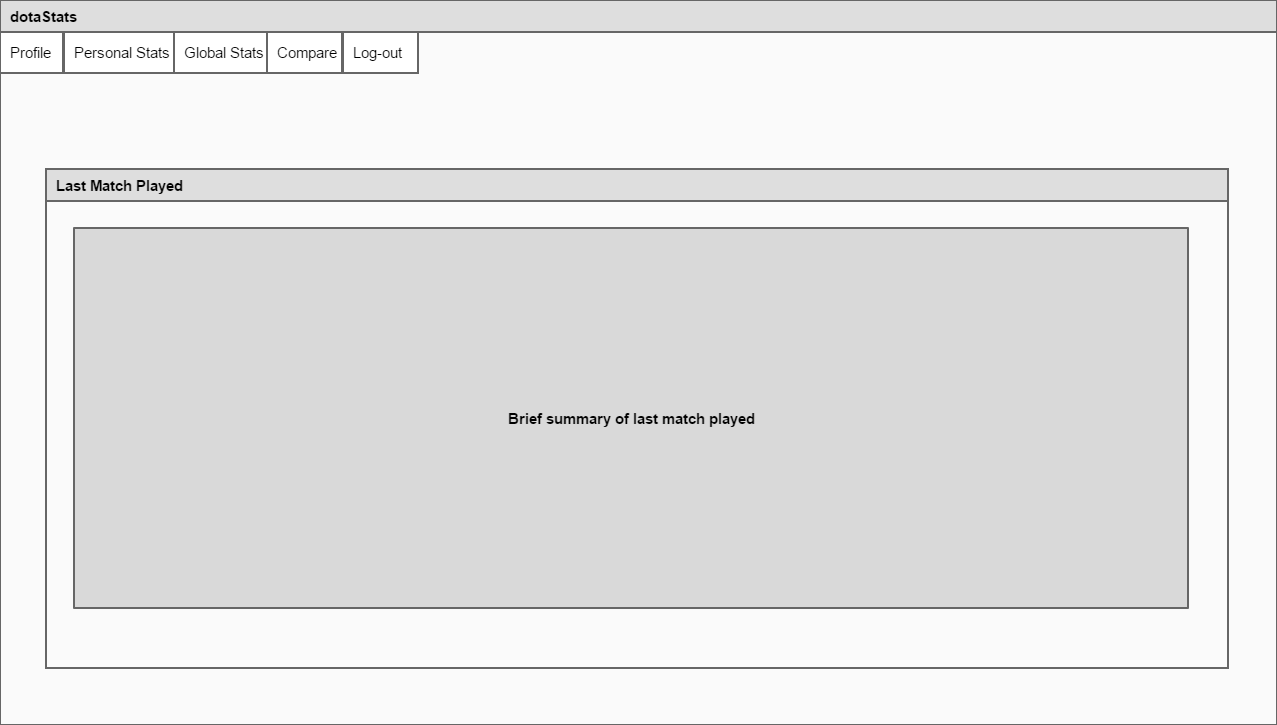 dotaStats
Profile Personal Stats Global Stats Compare Log-out
Last Match Played
Brief summary of last match played